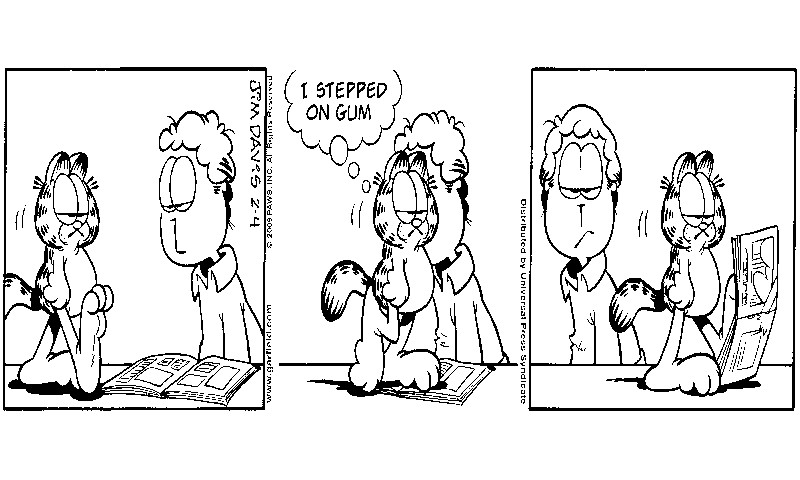 JIM DAVIS 2-4
© 2009 PAWS, INC. All Rights Reserved
www.garfield.com
I STEPPED
ON GUM
Distributed by Universal Press Syndicate